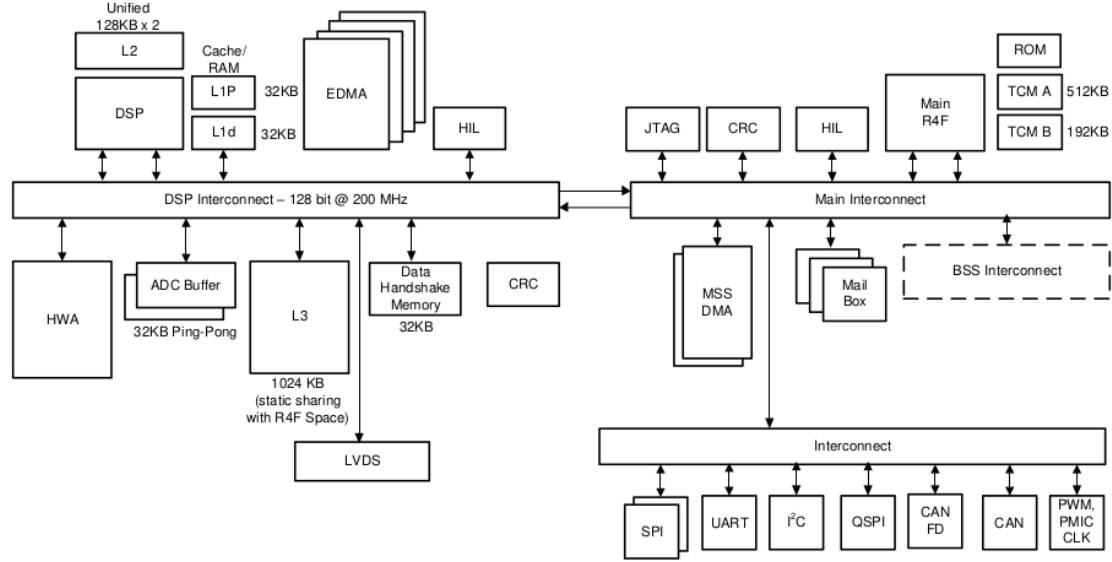 Unified
128KB x 2
L2
Cache/
RAM
DSP
L1P
32KB
L1d
32KB
EDMA
HIL
JTAG
CRC
HIL
Main
R4F
ROM
TCM A
512KB
TCM B
192KB
DSP Interconnect – 128 bit @ 200 MHz
Main Interconnect
HWA
ADC Buffer
32KB Ping-Pong
L3
1024 KB
(static sharing
with R4F Space)
Data
Handshake
Memory
32KB
CRC
LVDS
MSS
DMA
Mail
Box
BSS Interconnect
Interconnect
SPI
UART
I²C
QSPI
CAN
FD
CAN
PWM,
PMIC
CLK